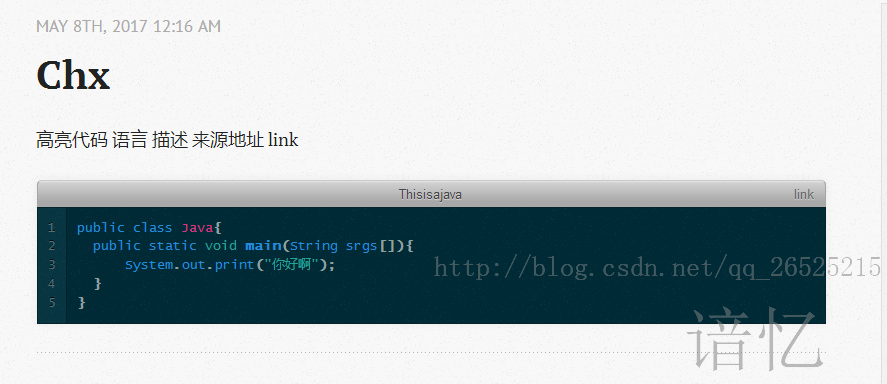 MAY 8TH, 2017 12:16 AM
Chx
高亮代码 语言 描述 来源地址 link
Thisisajava link
1 public class Java{
2 public static void main(String srgs[]){
3 System.out.print("你好啊");
4 }
5 }
http://blog.csdn.net/qq_26525215
谙忆